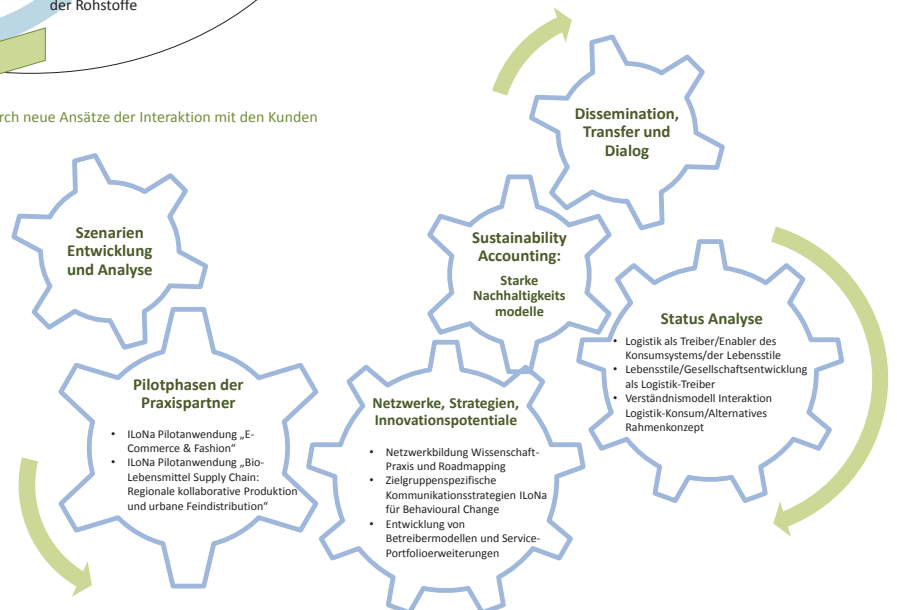 der Rohstoffe
rch neue Ansätze der Interaktion mit den Kunden
Dissemination,
Transfer und
Dialog
Szenarien
Entwicklung
und Analyse
Sustainability
Accounting:
Starke
Nachhaltigkeits
modelle
Status Analyse
• Logistik als Treiber/Enabler des
Konsumsystems/der Lebensstile
• Lebensstile/Gesellschaftsentwicklung
als Logistik-Treiber
• Verständnismodell Interaktion
Logistik-Konsum/Alternatives
Rahmenkonzept
Pilotphasen der
Praxispartner
• ILoNa Pilotanwendung „E-
Commerce & Fashion“
• ILoNa Pilotanwendung „Bio-
Lebensmittel Supply Chain:
Regionale kollaborative Produktion
und urbane Feindistribution“
Netzwerke, Strategien,
Innovationspotentiale
• Netzwerkbildung Wissenschaft-
Praxis und Roadmapping
• Zielgruppenspezifische
Kommunikationsstrategien ILoNa
für Behavioural Change
• Entwicklung von
Betreibermodellen und Service-
Portfolioerweiterungen